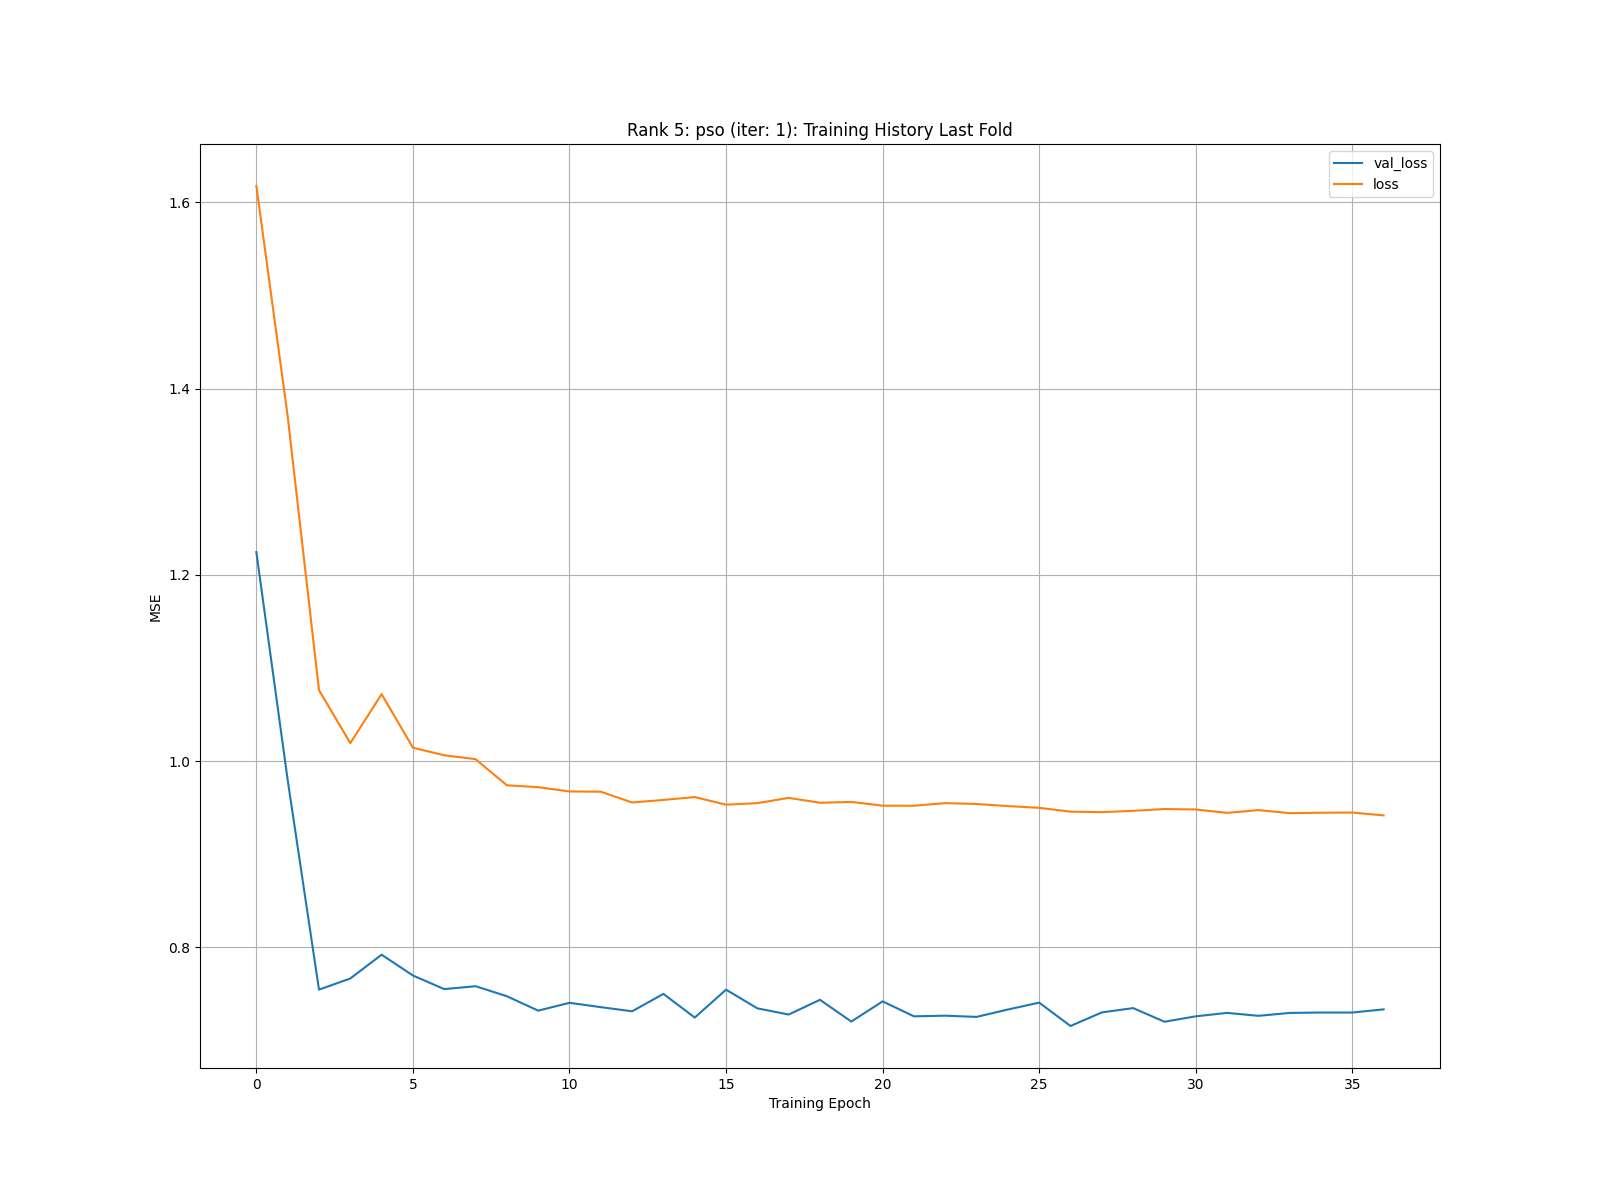 Rank 5: pso (iter: 1): Training History Last Fold
val_loss
loss
1.6
1.4
1.2
1.0
0.8
MSE
0 5 10 15 20 25 30 35
Training Epoch